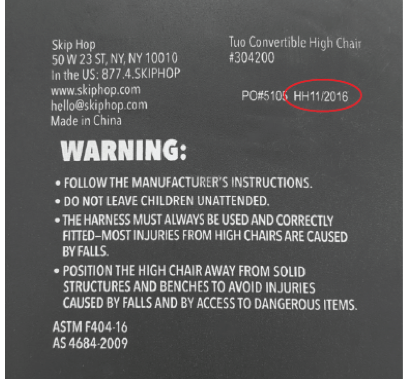 Skip Hop
50 W 23 ST, NY, NY 10010
In the US: 877.4.SKIPHOP
www.skiphop.com
hello@skiphop.com
Made in China
Tuo Convertible High Chair
#304200
PO#5105 HH11/2016
WARNING:
• FOLLOW THE MANUFACTURER'S INSTRUCTIONS.
• DO NOT LEAVE CHILDREN UNATTENDED.
• THE HARNESS MUST ALWAYS BE USED AND CORRECTLY
FITTED–MOST INJURIES FROM HIGH CHAIRS ARE CAUSED
BY FALLS.
• POSITION THE HIGH CHAIR AWAY FROM SOLID
STRUCTURES AND BENCHES TO AVOID INJURIES
CAUSED BY FALLS AND BY ACCESS TO DANGEROUS ITEMS.
ASTM F404-16
AS 4684-2009